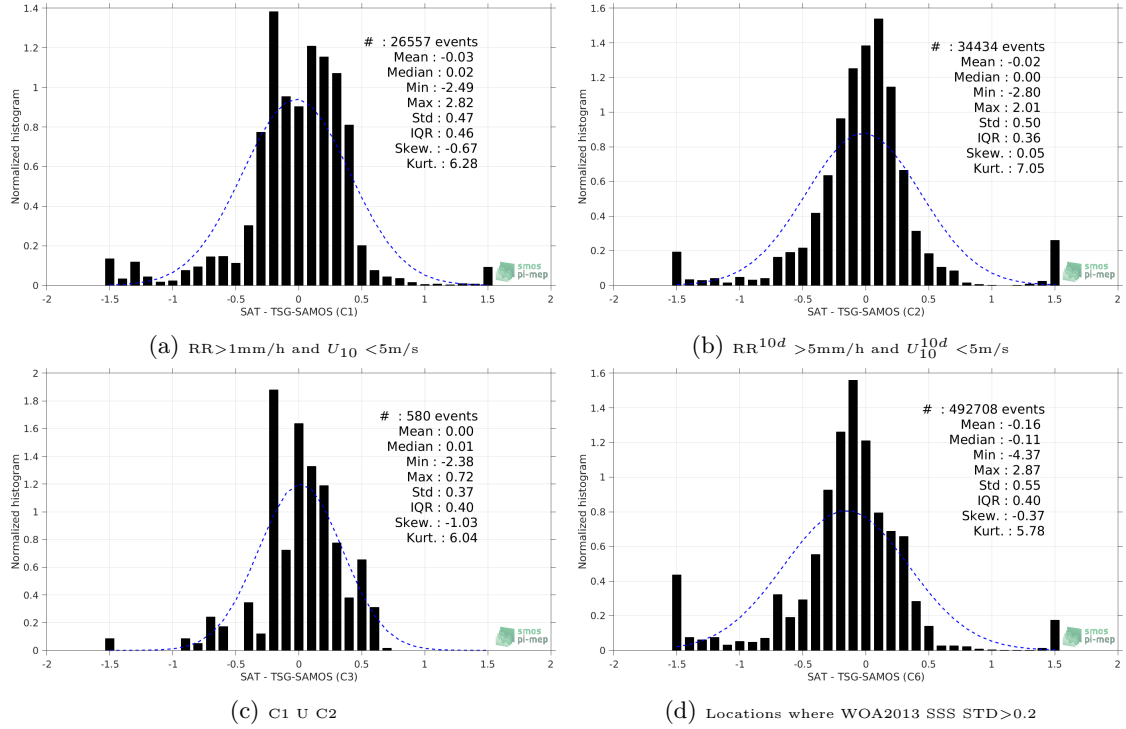 1.4
1.2
1
0.8
0.6
0.4
0.2
0
-2 -1.5 -1 -0.5 0 0.5 1 1.5 2
Normalized histogram
SAT - TSG-SAMOS (C1)
# : 26557 events
Mean : -0.03
Median : 0.02
Min : -2.49
Max : 2.82
Std : 0.47
IQR : 0.46
Skew. : -0.67
Kurt. : 6.28
smos
pi-mep
(a) RR>1mm/h and U10 <5m/s
1.6
1.4
1.2
1
0.8
0.6
0.4
0.2
0
-2 -1.5 -1 -0.5 0 0.5 1 1.5 2
Normalized histogram
SAT - TSG-SAMOS (C2)
# : 34434 events
Mean : -0.02
Median : 0.00
Min : -2.80
Max : 2.01
Std : 0.50
IQR : 0.36
Skew. : 0.05
Kurt. : 7.05
smos
pi-mep
(b) RR^10d >5mm/h and U10^10d <5m/s
2
1.8
1.6
1.4
1.2
1
0.8
0.6
0.4
0.2
0
-2 -1.5 -1 -0.5 0 0.5 1 1.5 2
Normalized histogram
SAT - TSG-SAMOS (C3)
# : 580 events
Mean : 0.00
Median : 0.01
Min : -2.38
Max : 0.72
Std : 0.37
IQR : 0.40
Skew. : -1.03
Kurt. : 6.04
smos
pi-mep
(c) C1 U C2
1.6
1.4
1.2
1
0.8
0.6
0.4
0.2
0
-2 -1.5 -1 -0.5 0 0.5 1 1.5 2
Normalized histogram
SAT - TSG-SAMOS (C6)
# : 492708 events
Mean : -0.16
Median : -0.11
Min : -4.37
Max : 2.87
Std : 0.55
IQR : 0.40
Skew. : -0.37
Kurt. : 5.78
smos
pi-mep
(d) Locations where WOA2013 SSS STD>0.2